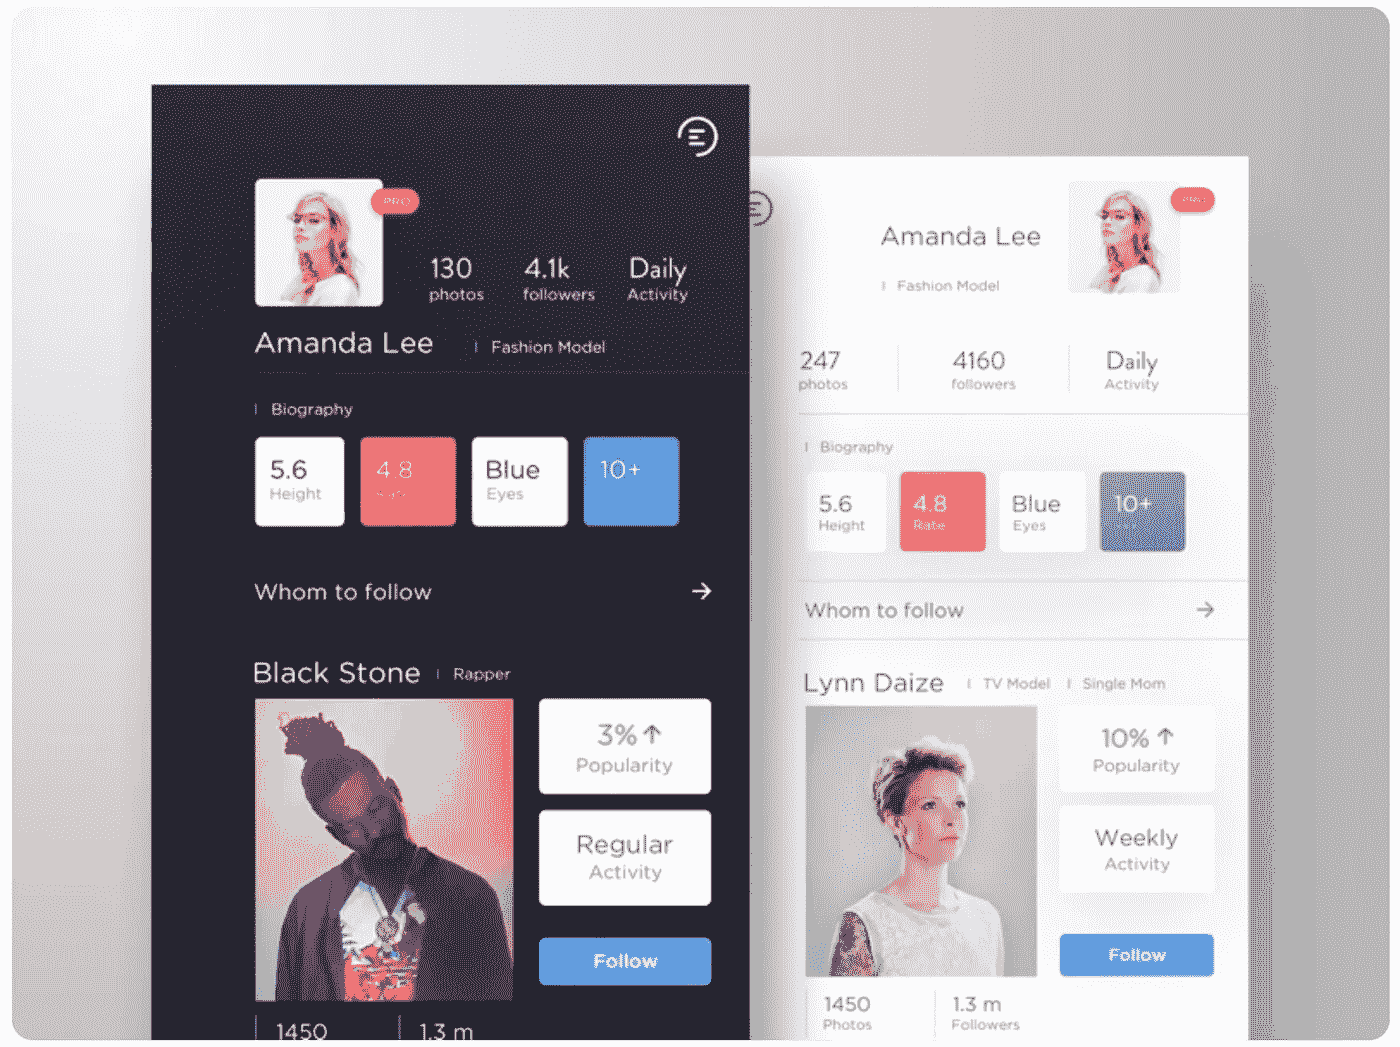 PRO
130
photos
4.1k
followers
Daily
Activity
Amanda Lee
Fashion Model
Biography
5.6
Height
4.8
Blue
Eyes
10+
Whom to follow
Black Stone
Rapper
3%
Popularity
Regular
Activity
Follow
1450
1.3 m
Amanda Lee
PRO
Fashion Model
247
photos
4160
followers
Daily
Activity
Biography
5.6
Height
4.8
Rate
Blue
Eyes
10+
Whom to follow
Lynn Daize
TV Model
Single Mom
10%
Popularity
Weekly
Activity
Follow
1450
Photos
1.3 m
Followers